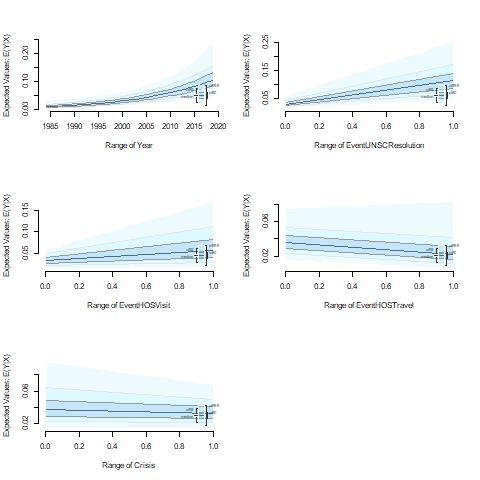 Expected Values: E(Y|X)
0.00 0.10 0.20
1985 1990 1995 2000 2005 2010 2015 2020
Range of Year
Expected Values: E(Y|X)
0.05 0.15 0.25
0.0 0.2 0.4 0.6 0.8 1.0
Range of EventUNSCResolution
Expected Values: E(Y|X)
0.05 0.10 0.15
0.0 0.2 0.4 0.6 0.8 1.0
Range of EventHOSVisit
Expected Values: E(Y|X)
0.02 0.06
0.0 0.2 0.4 0.6 0.8 1.0
Range of EventHOSTravel
Expected Values: E(Y|X)
0.02 0.06
0.0 0.2 0.4 0.6 0.8 1.0
Range of Crisis